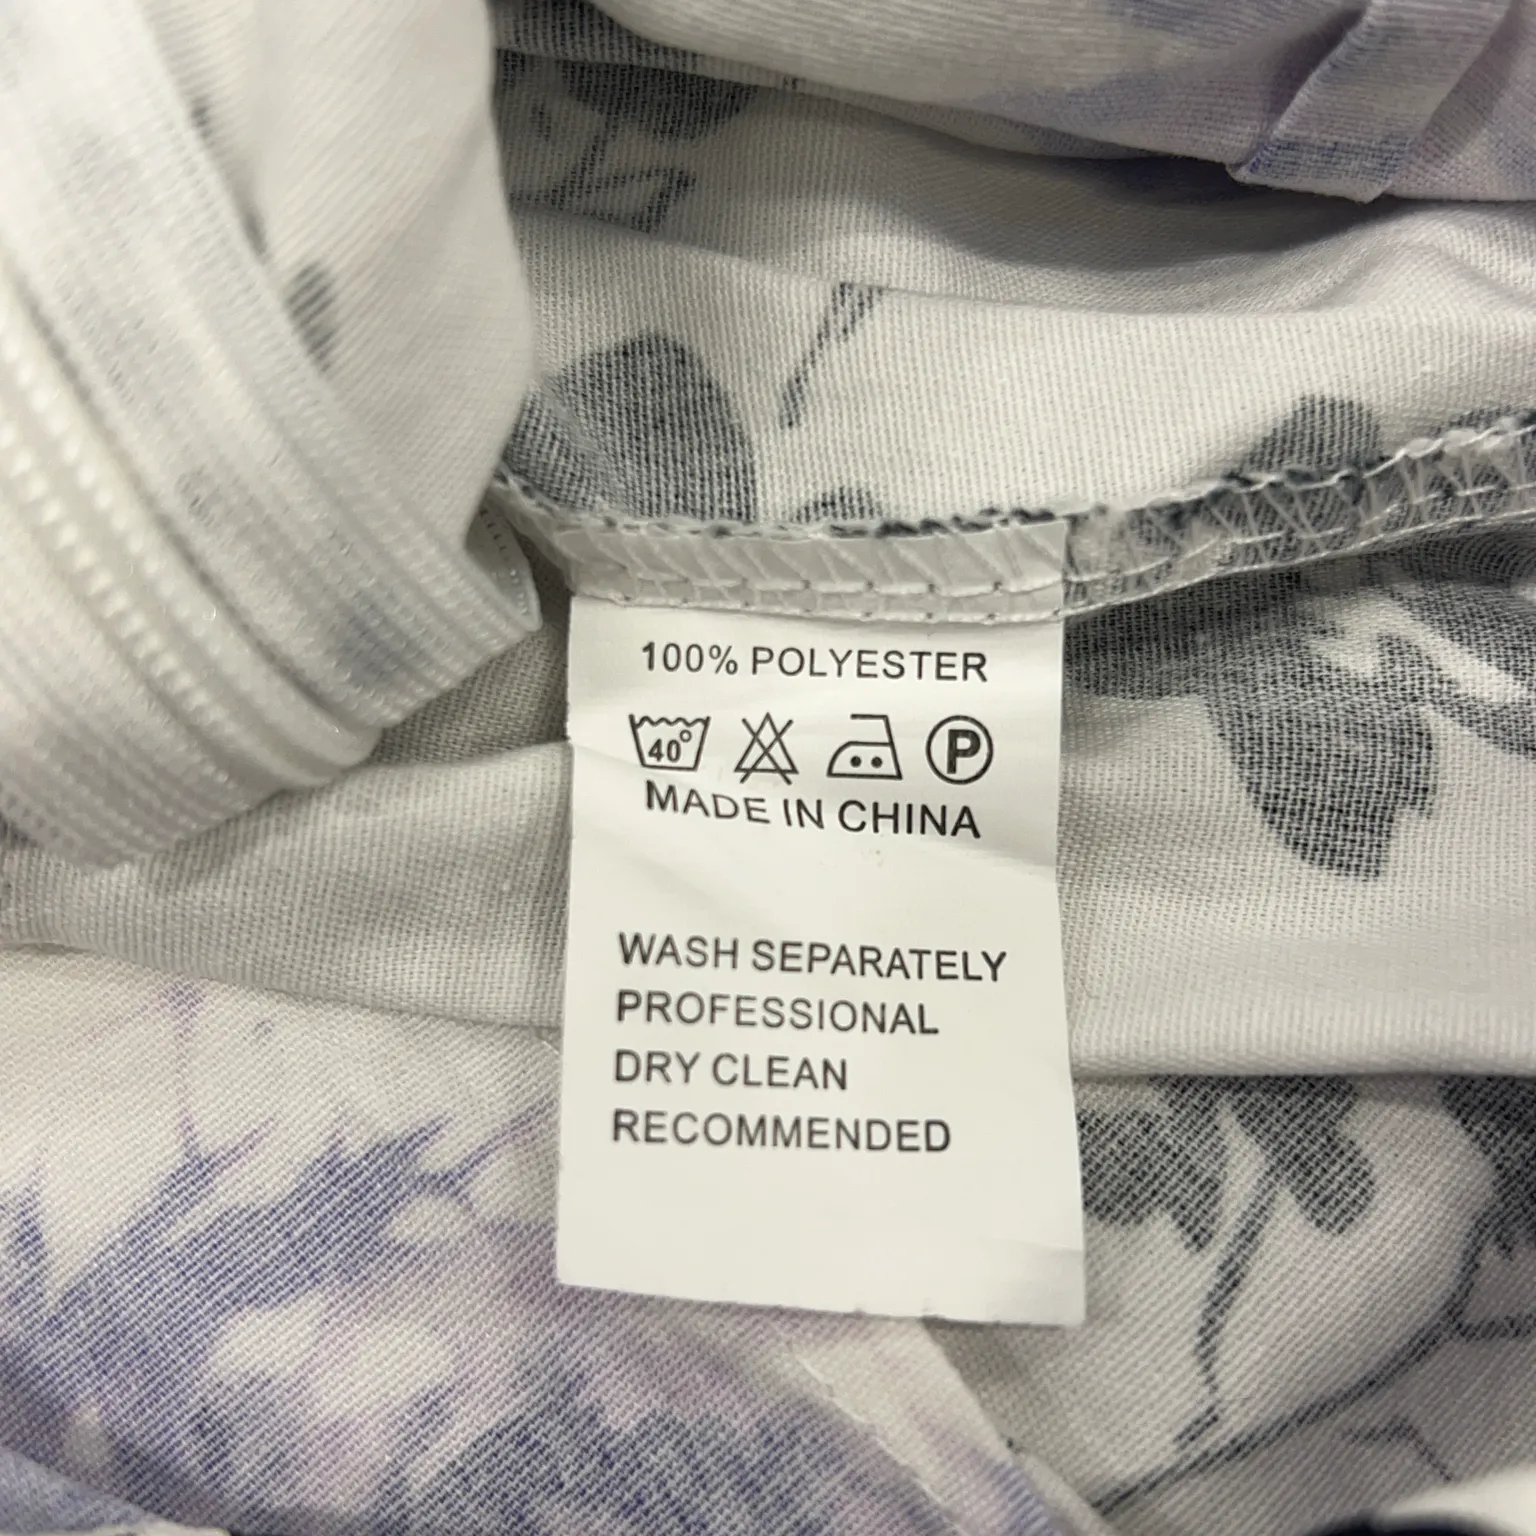 100% POLYESTER
40° P
MADE IN CHINA
WASH SEPARATELY
PROFESSIONAL
DRY CLEAN
RECOMMENDED